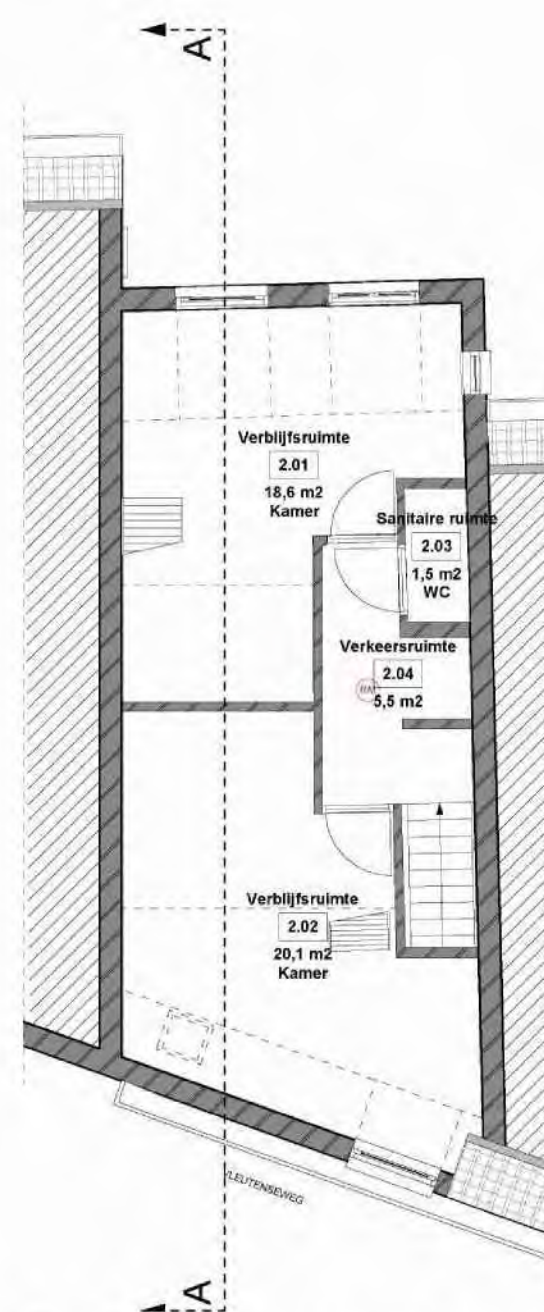 A
Verblijfsruimte
2.01
18,6 m2
Kamer
Sanitaire ruimte
2.03
1,5 m2
WC
Verkeersruimte
2.04
RM
5,5 m2
Verblijfsruimte
2.02
20,1 m2
Kamer
VLEUTENSEWEG
A